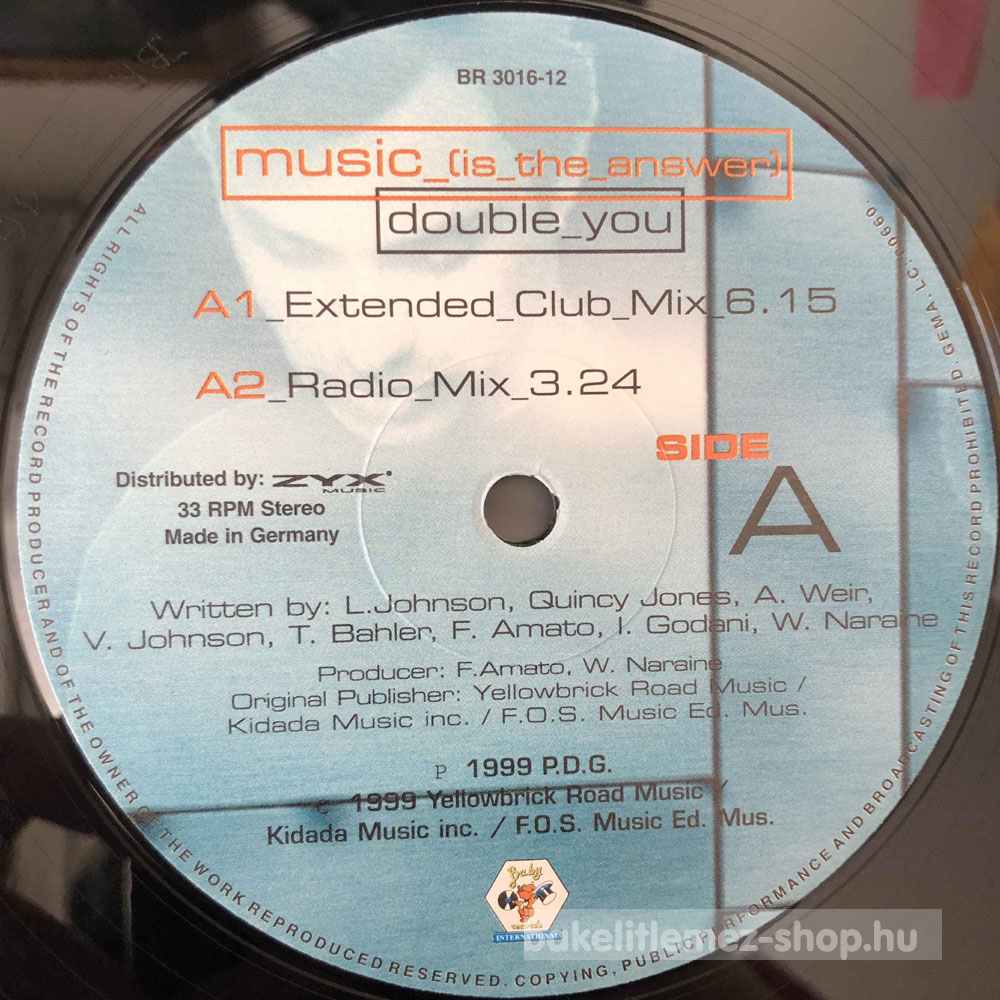 BR 3016-12
music_(is_the_answer)
double_you
A1_Extended_Club_Mix_6.15
A2_Radio_Mix_3.24
SIDE
A
Distributed by: ZYX MUSIC
33 RPM Stereo
Made in Germany
Written by: L.Johnson, Quincy Jones, A. Weir,
V. Johnson, T. Bahler, F. Amato, I. Godani, W. Naraine
Producer: F.Amato, W. Naraine
Original Publisher: Yellowbrick Road Music /
Kidada Music inc. / F.O.S. Music Ed. Mus.
P 1999 P.D.G.
c 1999 Yellowbrick Road Music /
Kidada Music inc. / F.O.S. Music Ed. Mus.
Baby
records
INTERNATIONAL
ALL RIGHTS OF THE RECORD PRODUCER AND OF THE OWNER OF THE WORK REPRODUCED RESERVED. COPYING, PUBLIC PERFORMANCE AND BROADCASTING OF THIS RECORD PROHIBITED. GEMA. LC. 00660.
bakelitlemez-shop.hu